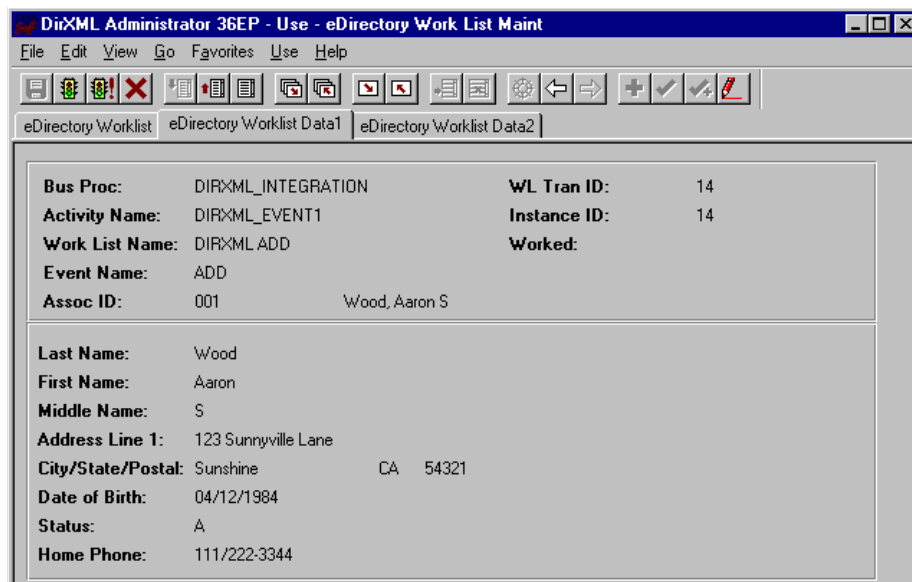 DirXML Administrator 36EP - Use - eDirectory Work List Maint
File Edit View Go Favorites Use Help
eDirectory Worklist eDirectory Worklist Data1 eDirectory Worklist Data2
Bus Proc: DIRXML_INTEGRATION WL Tran ID: 14
Activity Name: DIRXML_EVENT1 Instance ID: 14
Work List Name: DIRXML ADD Worked:
Event Name: ADD
Assoc ID: 001 Wood, Aaron S
Last Name: Wood
First Name: Aaron
Middle Name: S
Address Line 1: 123 Sunnyville Lane
City/State/Postal: Sunshine CA 54321
Date of Birth: 04/12/1984
Status: A
Home Phone: 111/222-3344